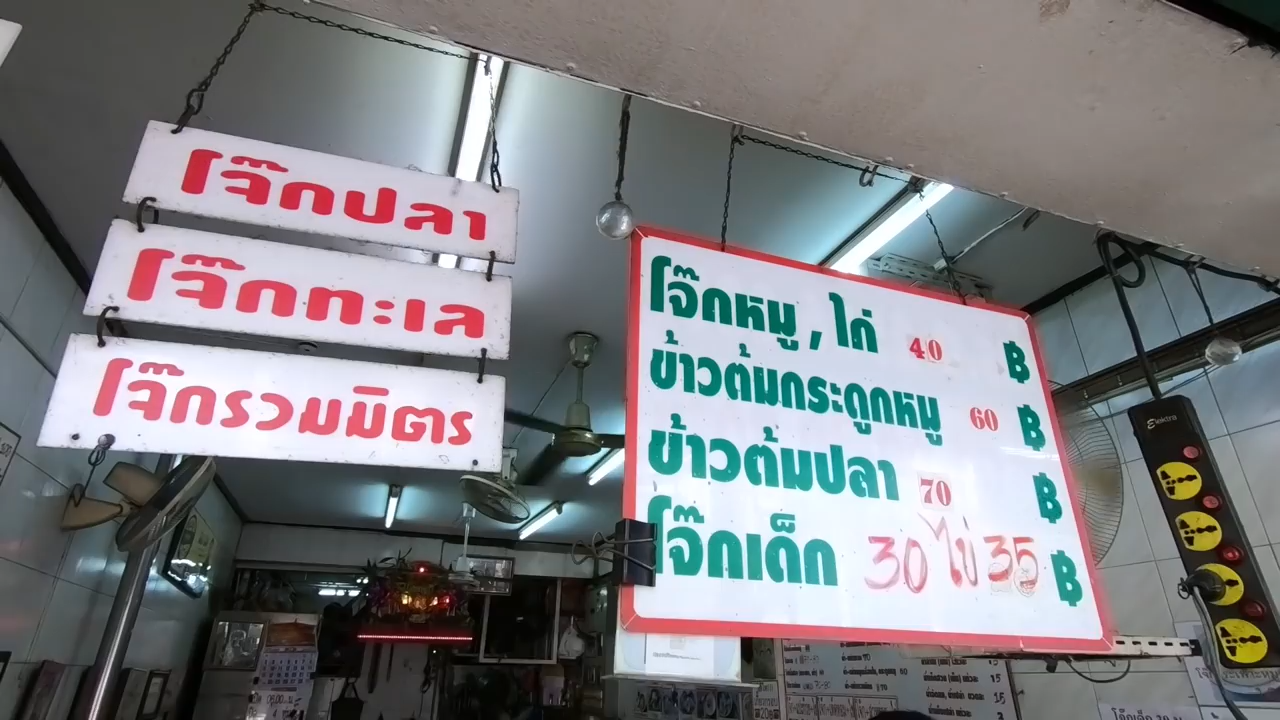 โจ๊กปลา
โจ๊กทะเล
โจ๊กรวมมิตร
โจ๊กหมู , ไก่ 40 ฿
ข้าวต้มกระดูกหมู 60 ฿
ข้าวต้มปลา 70 ฿
โจ๊กเด็ก 30 ไข่ 35 ฿
Elektra